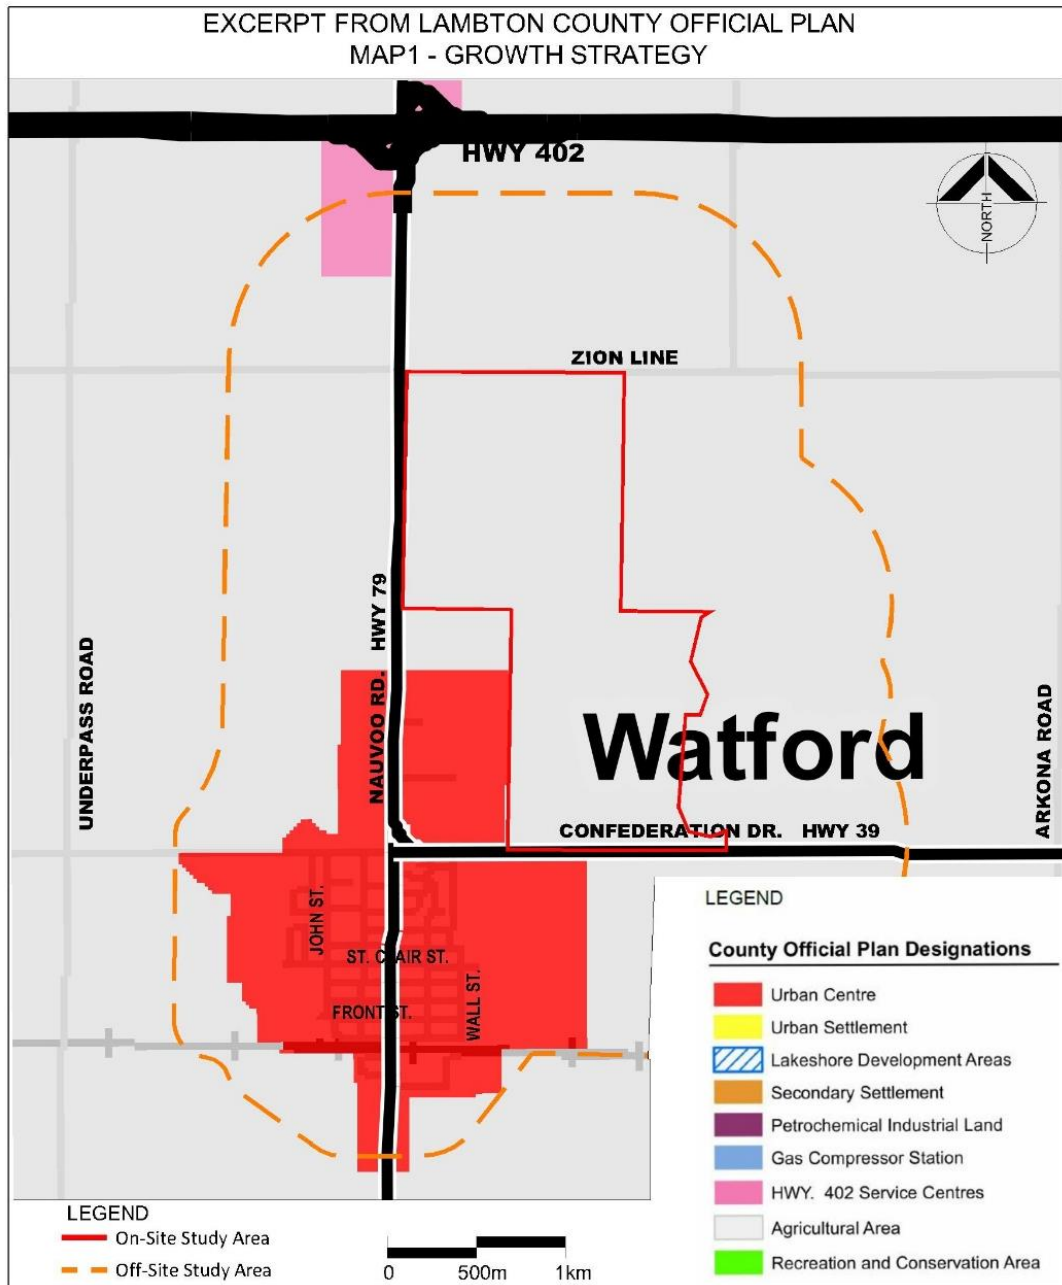 EXCERPT FROM LAMBTON COUNTY OFFICIAL PLAN
MAP1 - GROWTH STRATEGY
HWY 402
NORTH
ZION LINE
HWY 79
NAUVOO RD.
UNDERPASS ROAD
ARKONA ROAD
Watford
CONFEDERATION DR. HWY 39
JOHN ST.
ST. CLAIR ST.
FRONT ST.
WALL ST.
LEGEND
County Official Plan Designations
Urban Centre
Urban Settlement
Lakeshore Development Areas
Secondary Settlement
Petrochemical Industrial Land
Gas Compressor Station
HWY. 402 Service Centres
Agricultural Area
Recreation and Conservation Area
LEGEND
On-Site Study Area
Off-Site Study Area
0 500m 1km